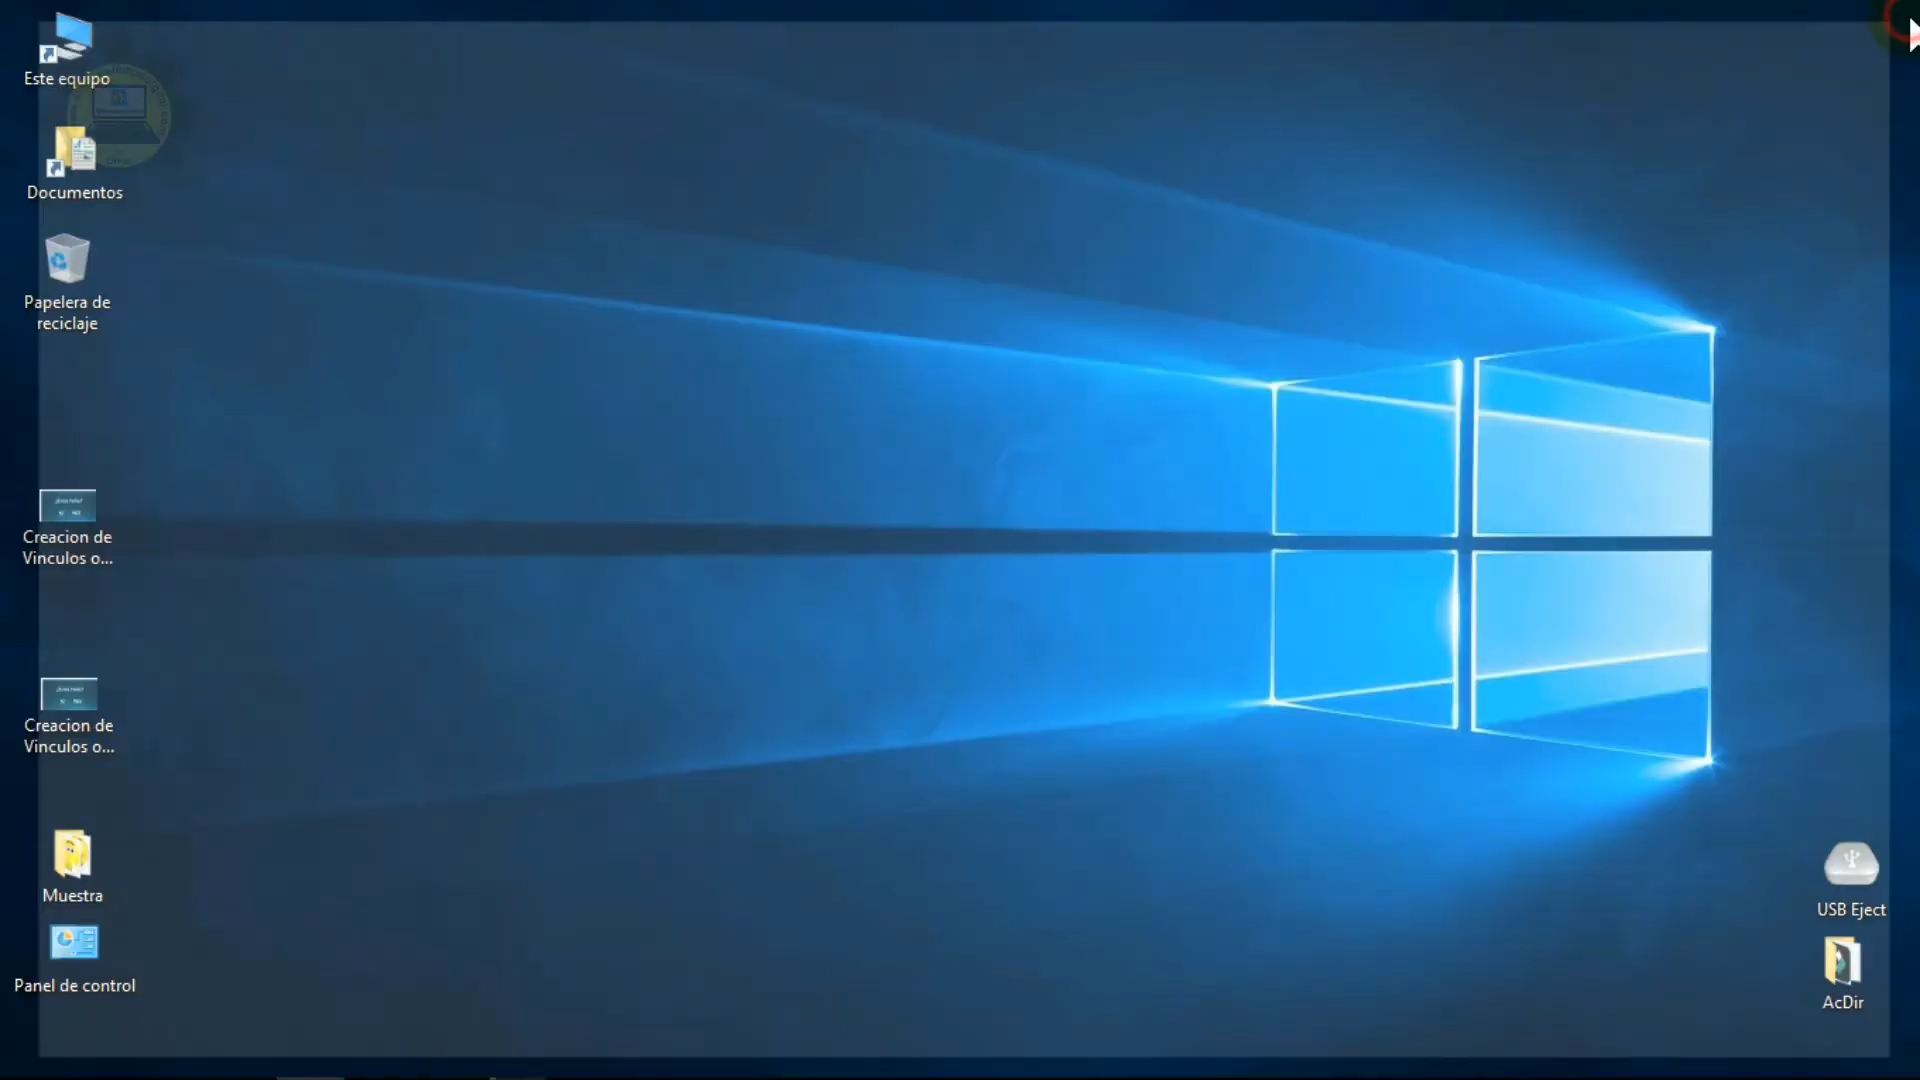 Este equipo
Documentos
Papelera de
reciclaje
Creacion de
Vinculos o...
Creacion de
Vinculos o...
Muestra
Panel de control
USB Eject
AcDir